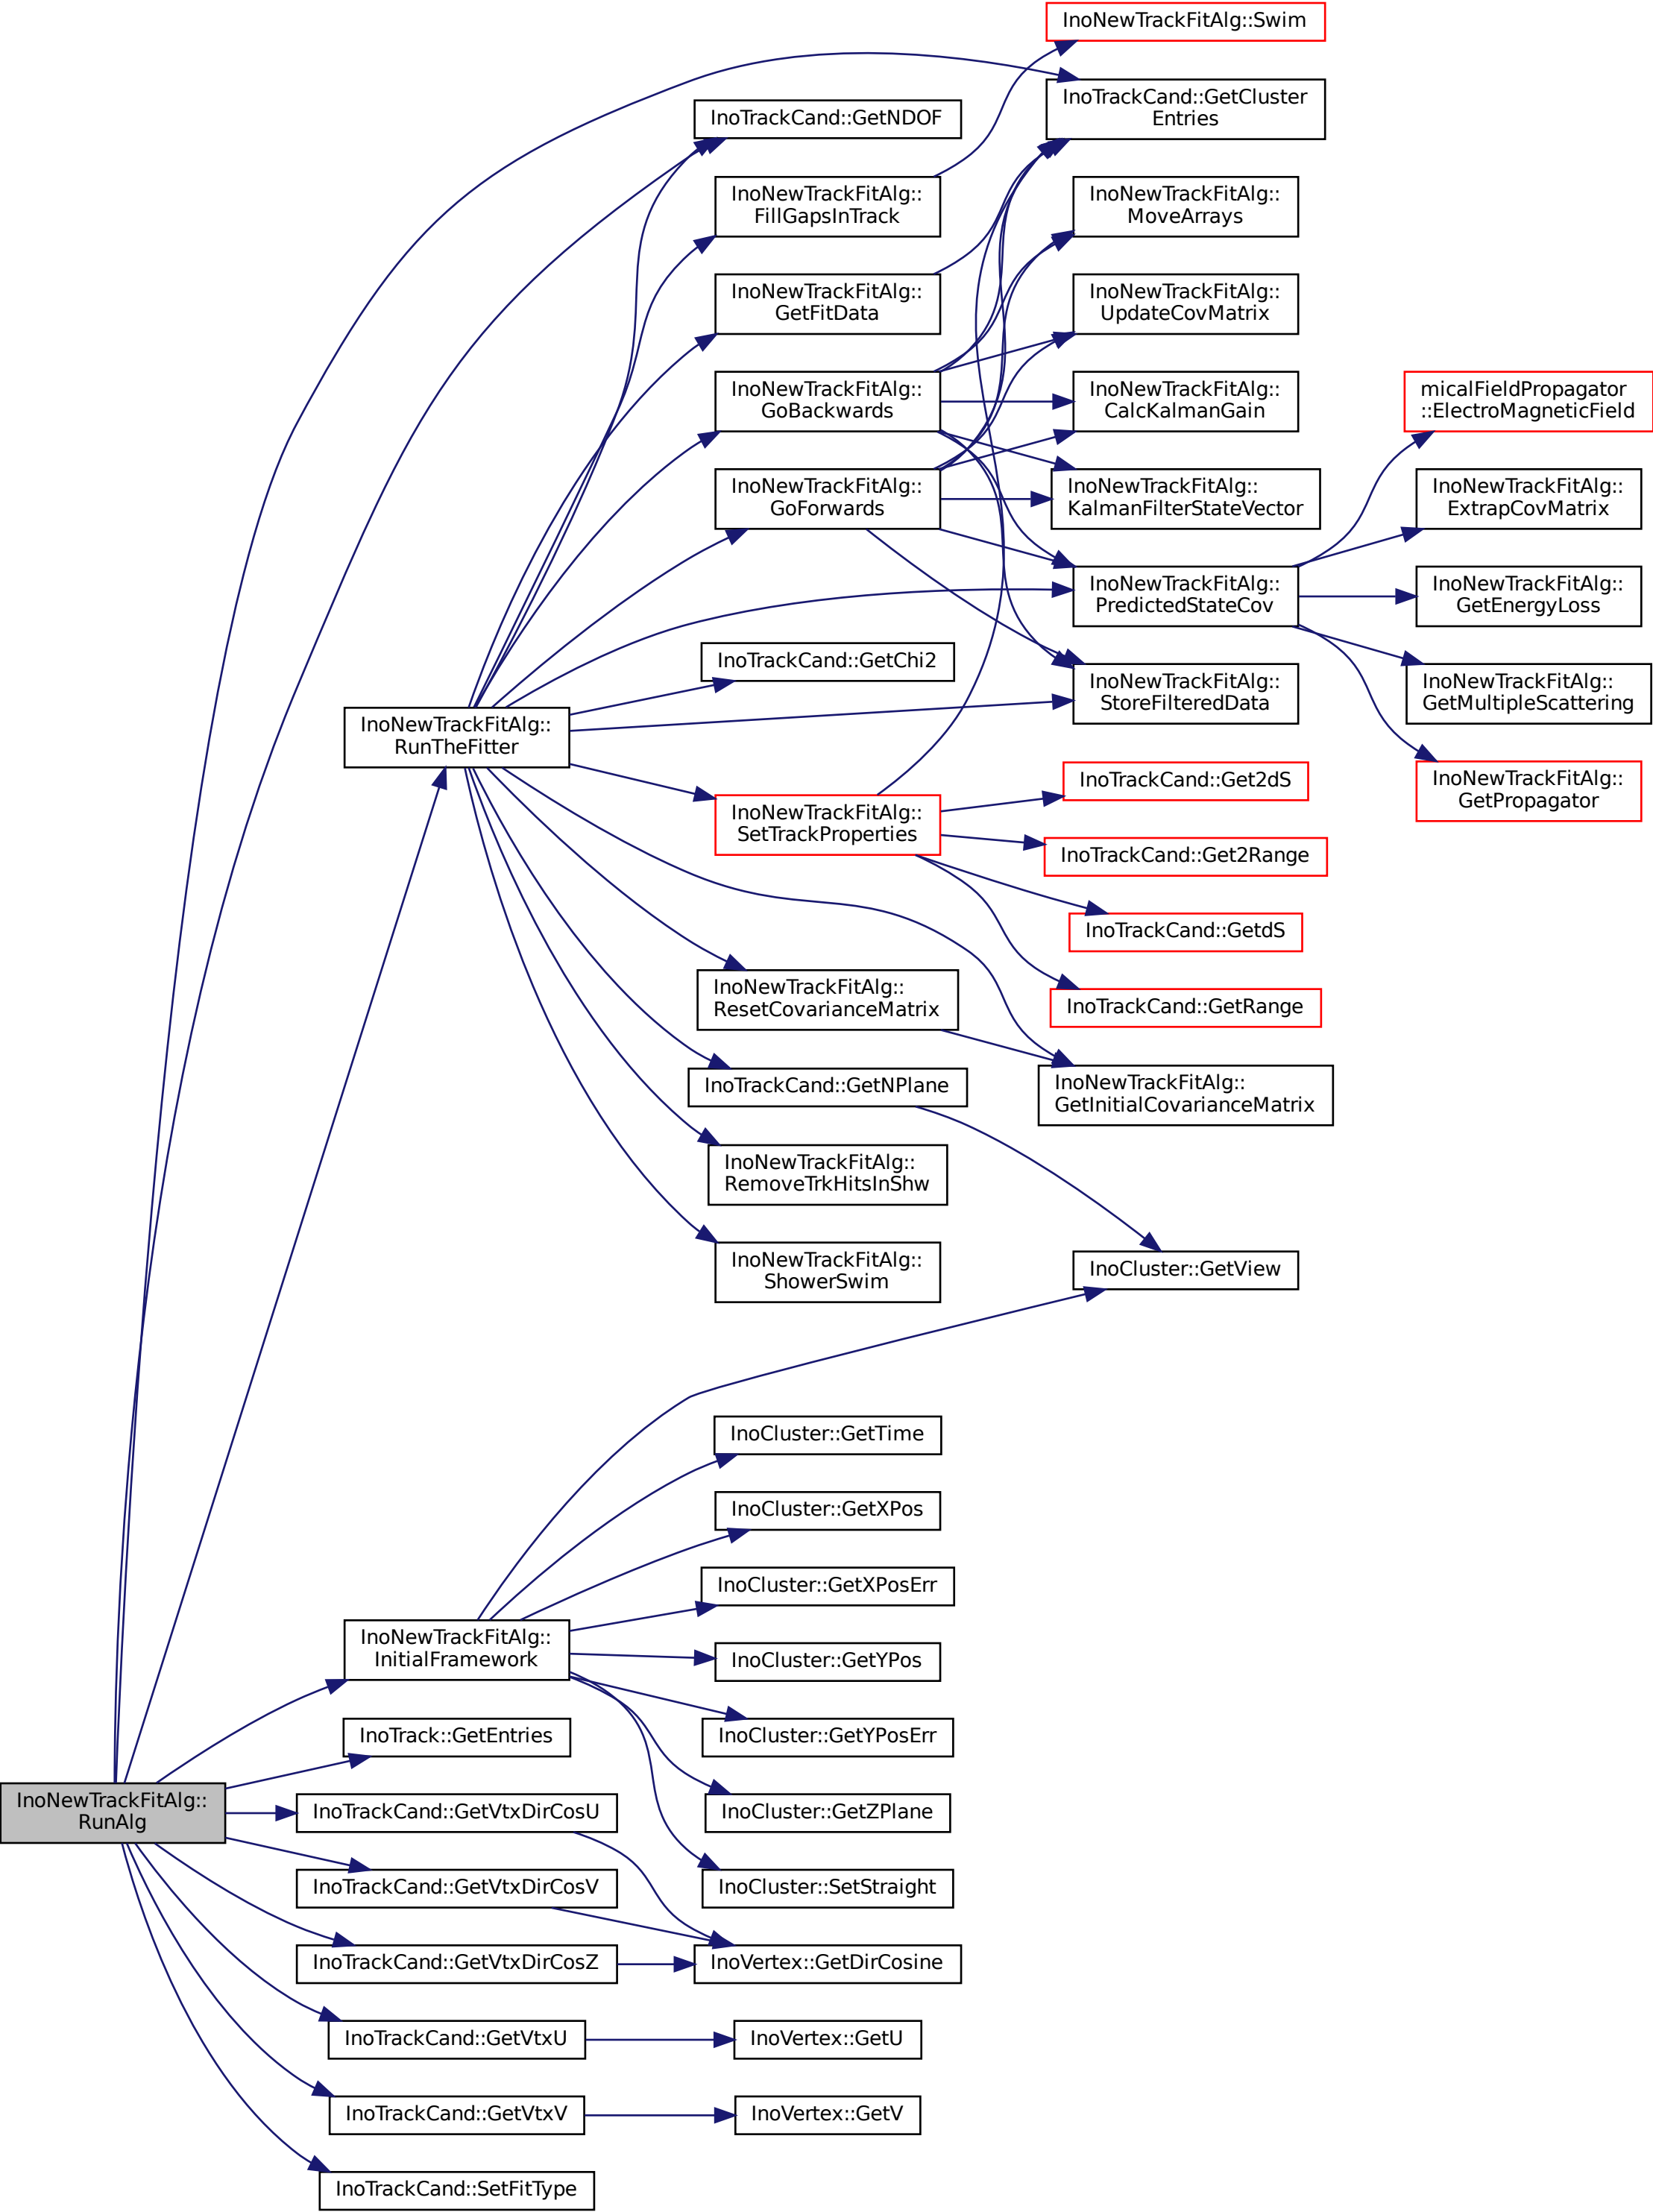 InoNewTrackFitAlg::Swim
InoTrackCand::GetCluster
Entries
InoTrackCand::GetNDOF
InoNewTrackFitAlg::
FillGapsInTrack
InoNewTrackFitAlg::
MoveArrays
InoNewTrackFitAlg::
GetFitData
InoNewTrackFitAlg::
UpdateCovMatrix
InoNewTrackFitAlg::
GoBackwards
InoNewTrackFitAlg::
CalcKalmanGain
micalFieldPropagator
::ElectroMagneticField
InoNewTrackFitAlg::
GoForwards
InoNewTrackFitAlg::
KalmanFilterStateVector
InoNewTrackFitAlg::
ExtrapCovMatrix
InoNewTrackFitAlg::
PredictedStateCov
InoNewTrackFitAlg::
GetEnergyLoss
InoTrackCand::GetChi2
InoNewTrackFitAlg::
StoreFilteredData
InoNewTrackFitAlg::
GetMultipleScattering
InoNewTrackFitAlg::
RunTheFitter
InoNewTrackFitAlg::
SetTrackProperties
InoTrackCand::Get2dS
InoNewTrackFitAlg::
GetPropagator
InoTrackCand::Get2Range
InoTrackCand::GetdS
InoNewTrackFitAlg::
ResetCovarianceMatrix
InoTrackCand::GetRange
InoTrackCand::GetNPlane
InoNewTrackFitAlg::
GetInitialCovarianceMatrix
InoNewTrackFitAlg::
RemoveTrkHitsInShw
InoNewTrackFitAlg::
ShowerSwim
InoCluster::GetView
InoCluster::GetTime
InoCluster::GetXPos
InoCluster::GetXPosErr
InoNewTrackFitAlg::
InitialFramework
InoCluster::GetYPos
InoTrack::GetEntries
InoCluster::GetYPosErr
InoNewTrackFitAlg::
RunAlg
InoTrackCand::GetVtxDirCosU
InoCluster::GetZPlane
InoTrackCand::GetVtxDirCosV
InoCluster::SetStraight
InoTrackCand::GetVtxDirCosZ
InoVertex::GetDirCosine
InoTrackCand::GetVtxU
InoVertex::GetU
InoTrackCand::GetVtxV
InoVertex::GetV
InoTrackCand::SetFitType